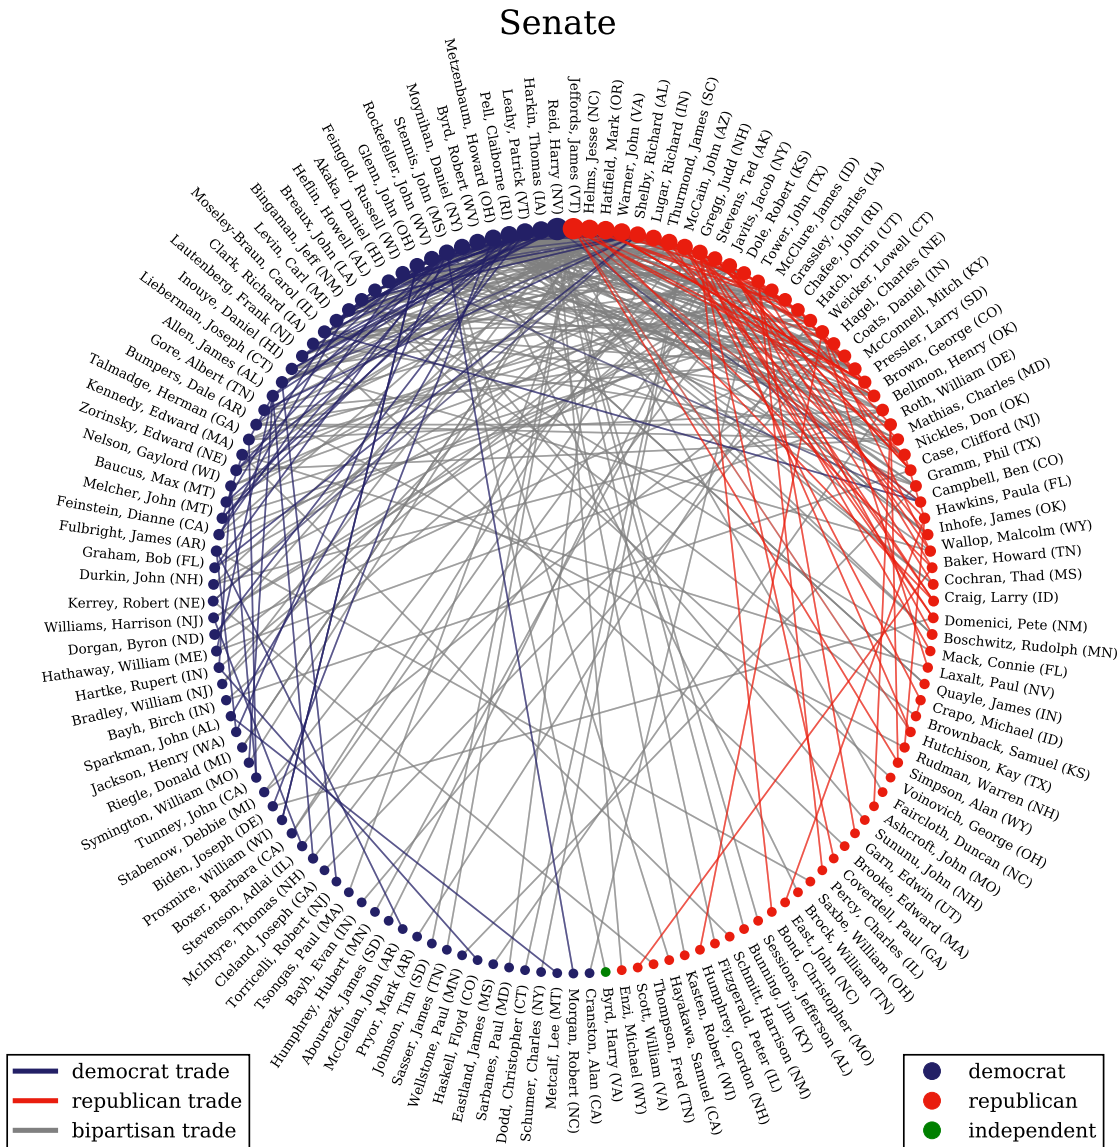 Senate
Jeffords, James (VT)
Helms, Jesse (NC)
Hatfield, Mark (OR)
Warner, John (VA)
Shelby, Richard (AL)
Lugar, Richard (IN)
Thurmond, James (SC)
McCain, John (AZ)
Gregg, Judd (NH)
Stevens, Ted (AK)
Javits, Jacob (NY)
Dole, Robert (KS)
Tower, John (TX)
McClure, James (ID)
Grassley, Charles (IA)
Chafee, John (RI)
Hatch, Orrin (UT)
Weicker, Lowell (CT)
Hagel, Charles (NE)
Coats, Daniel (IN)
McConnell, Mitch (KY)
Pressler, Larry (SD)
Brown, George (CO)
Bellmon, Henry (OK)
Roth, William (DE)
Mathias, Charles (MD)
Nickles, Don (OK)
Case, Clifford (NJ)
Gramm, Phil (TX)
Campbell, Ben (CO)
Hawkins, Paula (FL)
Inhofe, James (OK)
Wallop, Malcolm (WY)
Baker, Howard (TN)
Cochran, Thad (MS)
Craig, Larry (ID)
Domenici, Pete (NM)
Boschwitz, Rudolph (MN)
Mack, Connie (FL)
Laxalt, Paul (NV)
Quayle, James (IN)
Crapo, Michael (ID)
Brownback, Samuel (KS)
Hutchison, Kay (TX)
Rudman, Warren (NH)
Simpson, Alan (WY)
Voinovich, George (OH)
Faircloth, Duncan (NC)
Ashcroft, John (MO)
Sununu, John (NH)
Garn, Edwin (UT)
Brooke, Edward (MA)
Coverdell, Paul (GA)
Percy, Charles (IL)
Saxbe, William (OH)
Brock, William (TN)
East, John (NC)
Bond, Christopher (MO)
Sessions, Jefferson (AL)
Bunning, Jim (KY)
Schmitt, Harrison (NM)
Fitzgerald, Peter (IL)
Humphrey, Gordon (NH)
Kasten, Robert (WI)
Hayakawa, Samuel (CA)
Thompson, Fred (TN)
Scott, William (VA)
Enzi, Michael (WY)
Byrd, Harry (VA)
Cranston, Alan (CA)
Morgan, Robert (NC)
Metcalf, Lee (MT)
Schumer, Charles (NY)
Dodd, Christopher (CT)
Sarbanes, Paul (MD)
Eastland, James (MS)
Haskell, Floyd (CO)
Wellstone, Paul (MN)
Sasser, James (TN)
Johnson, Tim (SD)
Pryor, Mark (AR)
McClellan, John (AR)
Abourezk, James (SD)
Humphrey, Hubert (MN)
Bayh, Evan (IN)
Tsongas, Paul (MA)
Torricelli, Robert (NJ)
Cleland, Joseph (GA)
McIntyre, Thomas (NH)
Stevenson, Adlai (IL)
Boxer, Barbara (CA)
Proxmire, William (WI)
Biden, Joseph (DE)
Stabenow, Debbie (MI)
Tunney, John (CA)
Symington, William (MO)
Riegle, Donald (MI)
Jackson, Henry (WA)
Sparkman, John (AL)
Bayh, Birch (IN)
Bradley, William (NJ)
Hartke, Rupert (IN)
Hathaway, William (ME)
Dorgan, Byron (ND)
Williams, Harrison (NJ)
Kerrey, Robert (NE)
Durkin, John (NH)
Graham, Bob (FL)
Fulbright, James (AR)
Feinstein, Dianne (CA)
Melcher, John (MT)
Baucus, Max (MT)
Nelson, Gaylord (WI)
Zorinsky, Edward (NE)
Kennedy, Edward (MA)
Talmadge, Herman (GA)
Bumpers, Dale (AR)
Gore, Albert (TN)
Allen, James (AL)
Lieberman, Joseph (CT)
Inouye, Daniel (HI)
Lautenberg, Frank (NJ)
Clark, Richard (IA)
Moseley-Braun, Carol (IL)
Levin, Carl (MI)
Bingaman, Jeff (NM)
Breaux, John (LA)
Heflin, Howell (AL)
Akaka, Daniel (HI)
Feingold, Russell (WI)
Glenn, John (OH)
Rockefeller, John (WV)
Stennis, John (MS)
Moynihan, Daniel (NY)
Byrd, Robert (WV)
Metzenbaum, Howard (OH)
Pell, Claiborne (RI)
Leahy, Patrick (VT)
Harkin, Thomas (IA)
Reid, Harry (NV)
democrat trade
republican trade
bipartisan trade
democrat
republican
independent